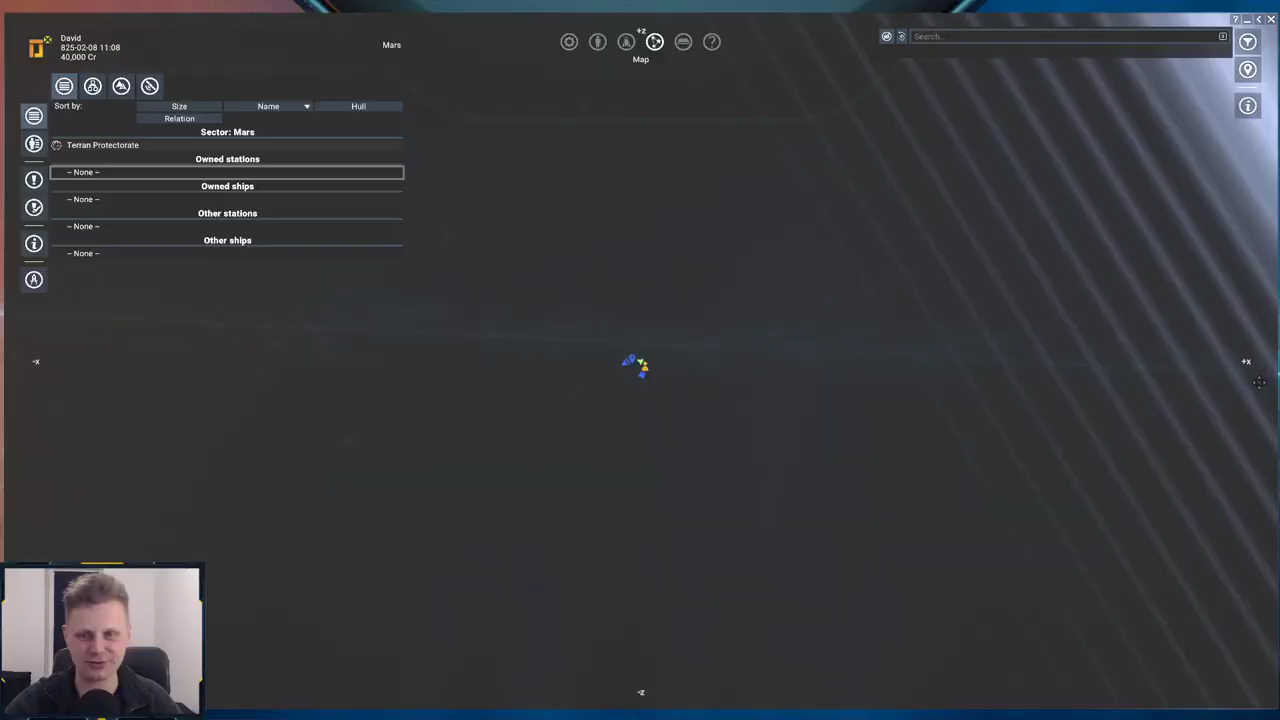 David
825-02-08 11:08
40,000 Cr
Mars
+z
Map
Search..
Sort by:
Size
Name
Hull
Relation
Sector: Mars
Terran Protectorate
Owned stations
– None –
Owned ships
– None –
Other stations
– None –
Other ships
– None –
-x
+x
-z